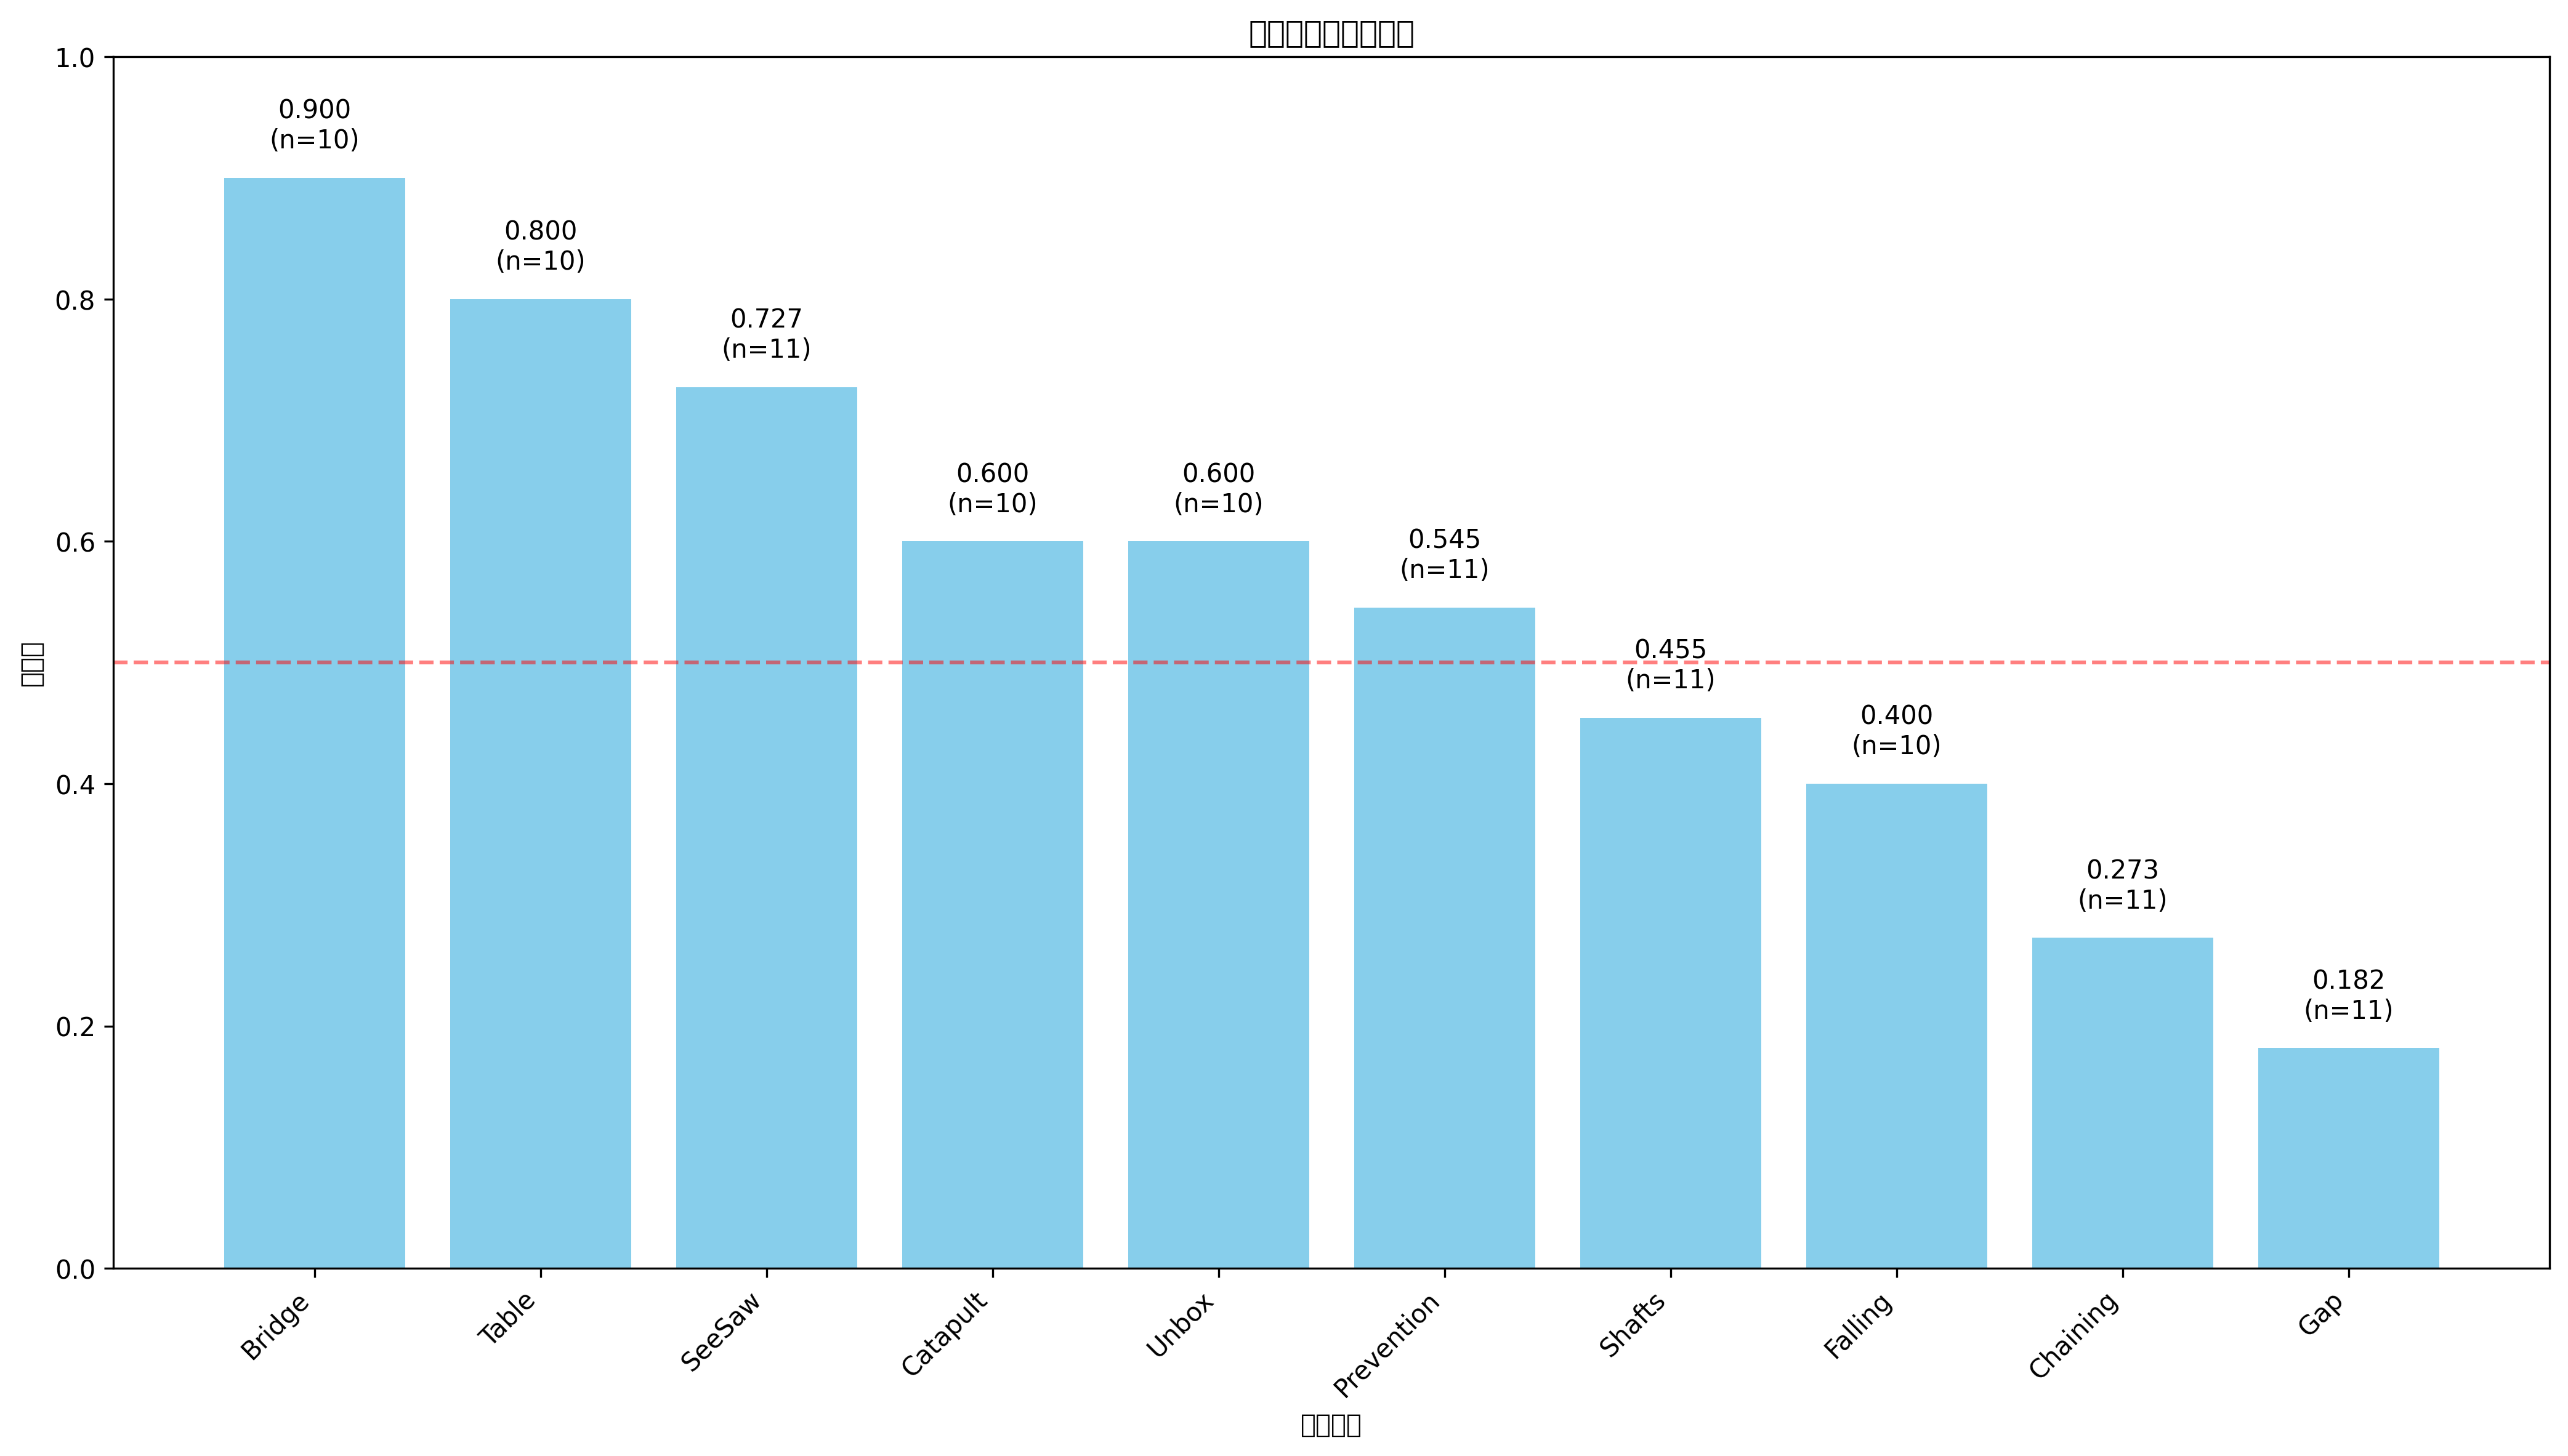 1.0
0.8
0.6
0.4
0.2
0.0
0.900
(n=10)
0.800
(n=10)
0.727
(n=11)
0.600
(n=10)
0.600
(n=10)
0.545
(n=11)
0.455
(n=11)
0.400
(n=10)
0.273
(n=11)
0.182
(n=11)
Bridge
Table
SeeSaw
Catapult
Unbox
Prevention
Shafts
Falling
Chaining
Gap